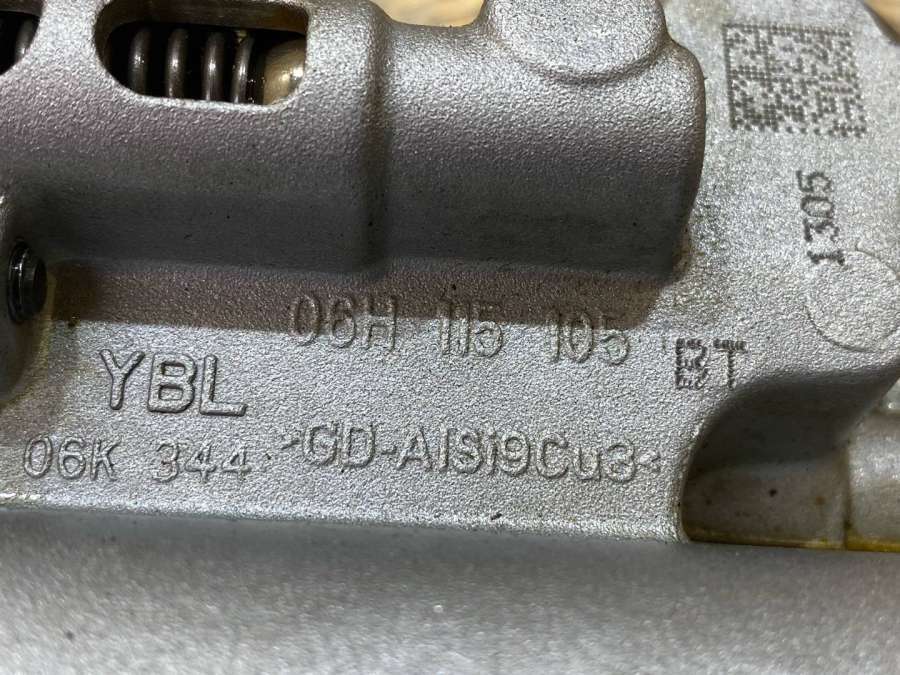 1305
06H 115 105 BT
YBL
06K 344 >GD-AlSi9Cu3<